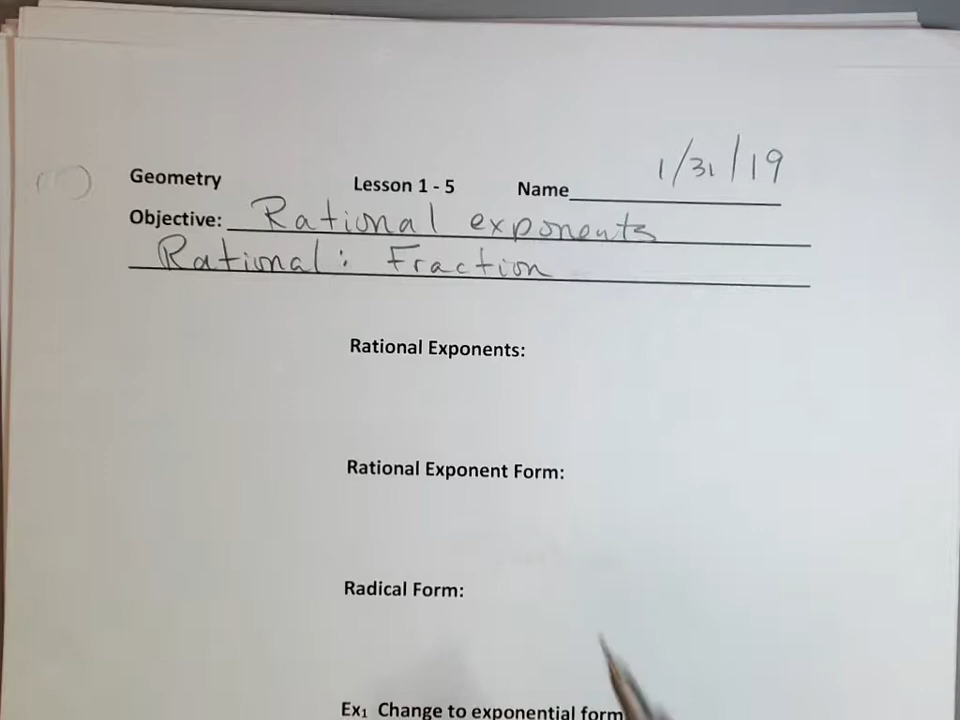 1/31/19
Geometry Lesson 1 - 5 Name
Objective: Rational exponents
Rational: Fraction
Rational Exponents:
Rational Exponent Form:
Radical Form:
Ex1 Change to exponential form